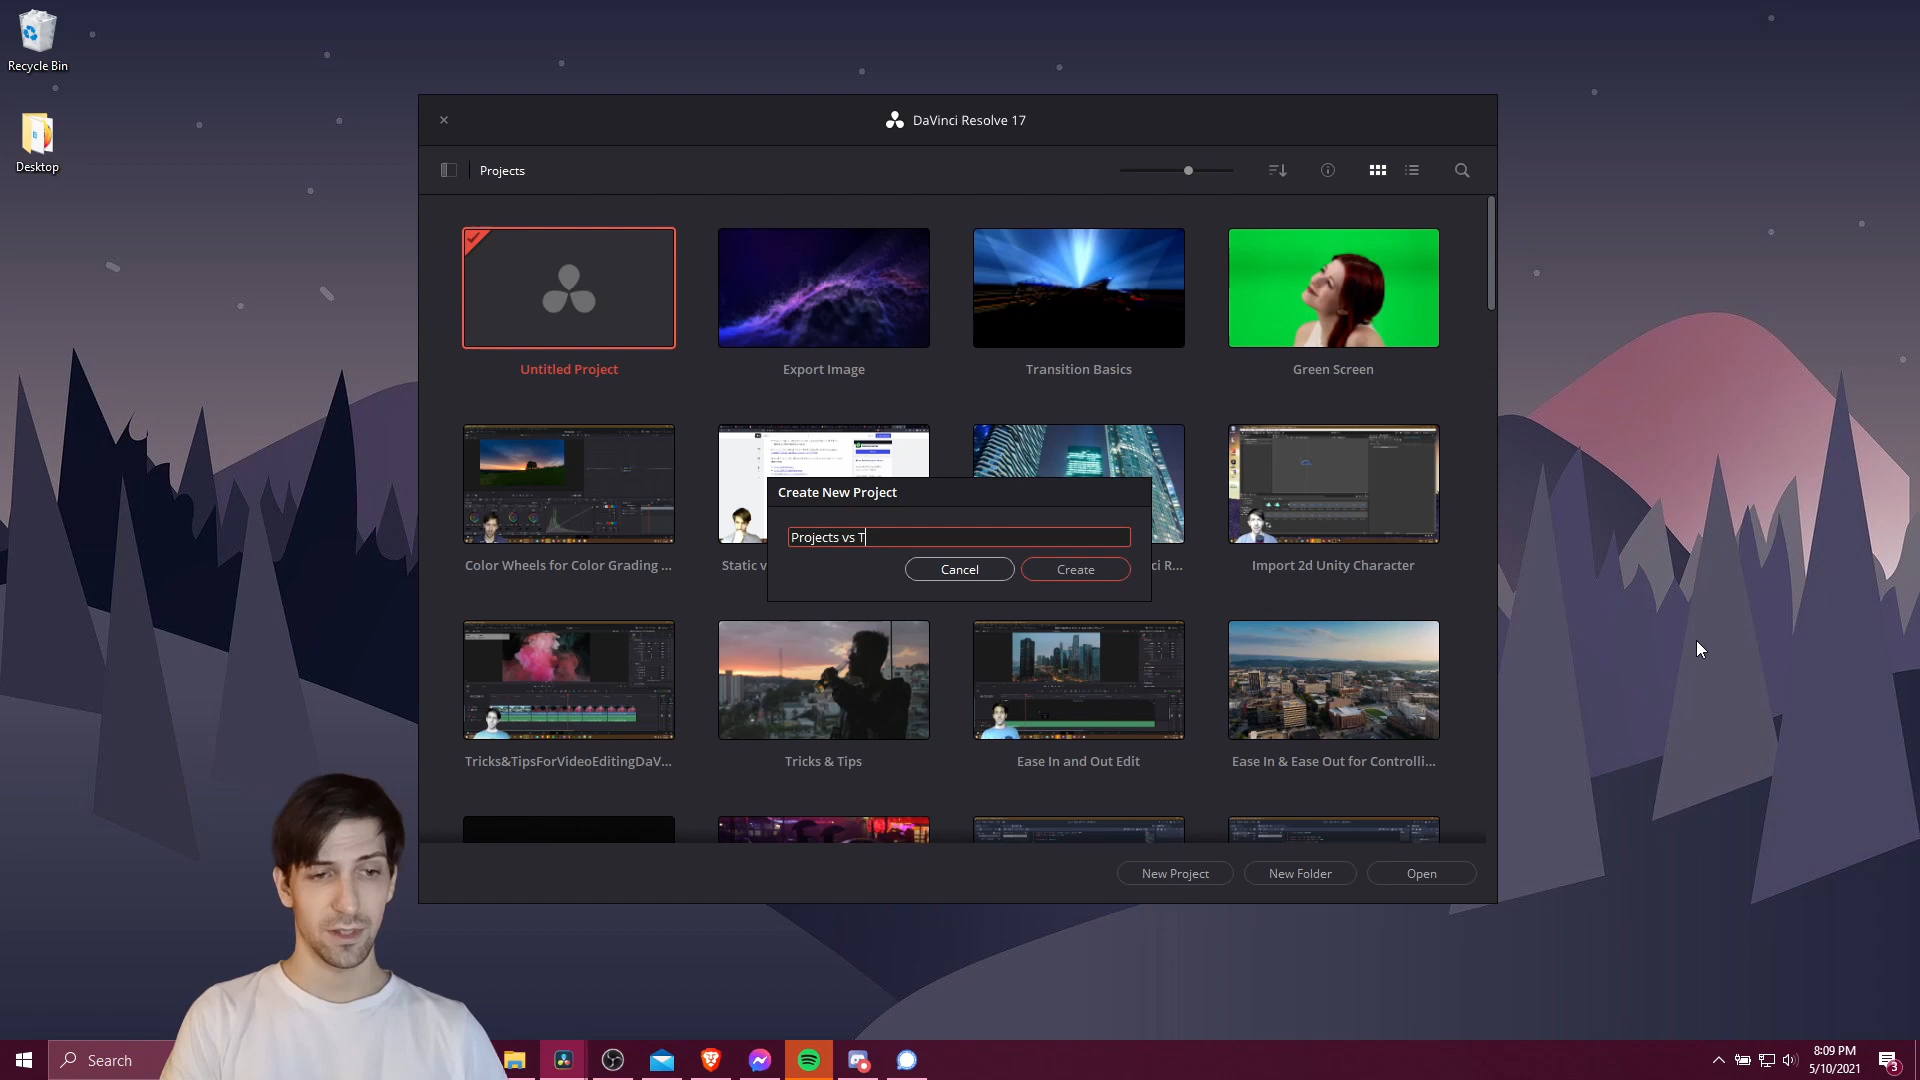 Recycle Bin
Desktop
DaVinci Resolve 17
Projects
Untitled Project
Export Image
Transition Basics
Green Screen
Color Wheels for Color Grading ...
Static v
ci R...
Import 2d Unity Character
Create New Project
Projects vs T
Cancel
Create
Tricks&TipsForVideoEditingDaV...
Tricks & Tips
Ease In and Out Edit
Ease In & Ease Out for Controlli...
New Project
New Folder
Open
Search
8:09 PM
5/10/2021
3